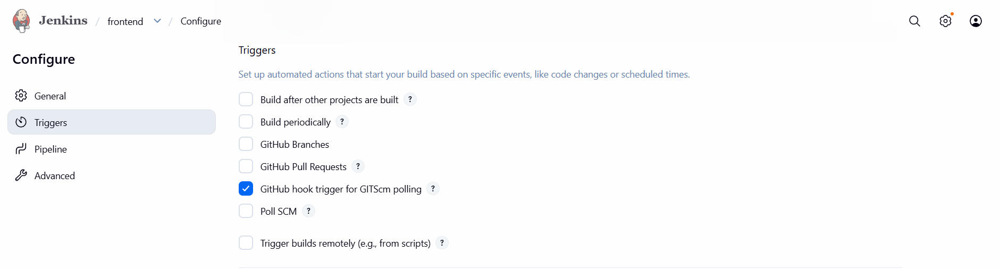 Jenkins / frontend / Configure
Configure
General
Triggers
Pipeline
Advanced
Triggers
Set up automated actions that start your build based on specific events, like code changes or scheduled times.
Build after other projects are built ?
Build periodically ?
GitHub Branches
GitHub Pull Requests ?
GitHub hook trigger for GITScm polling ?
Poll SCM ?
Trigger builds remotely (e.g., from scripts) ?